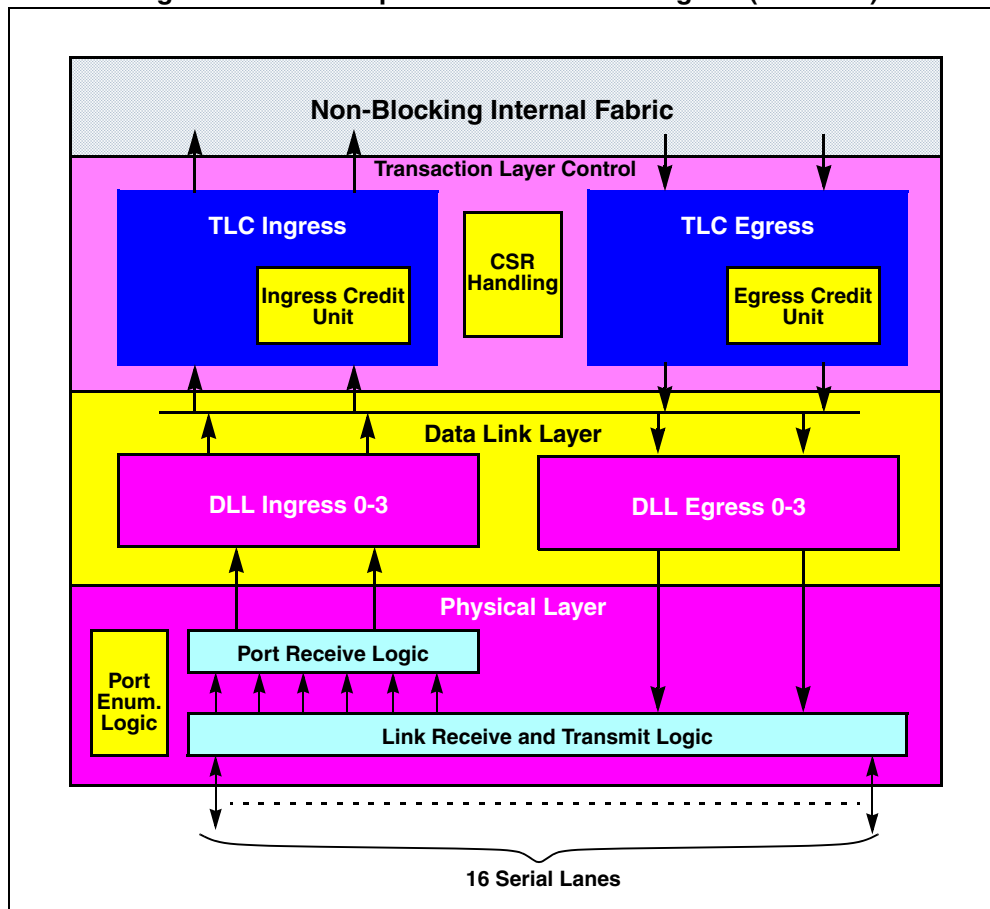 Non-Blocking Internal Fabric
Transaction Layer Control
TLC Ingress
Ingress Credit
Unit
CSR
Handling
TLC Egress
Egress Credit
Unit
Data Link Layer
DLL Ingress 0-3
DLL Egress 0-3
Physical Layer
Port Receive Logic
Port
Enum.
Logic
Link Receive and Transmit Logic
16 Serial Lanes